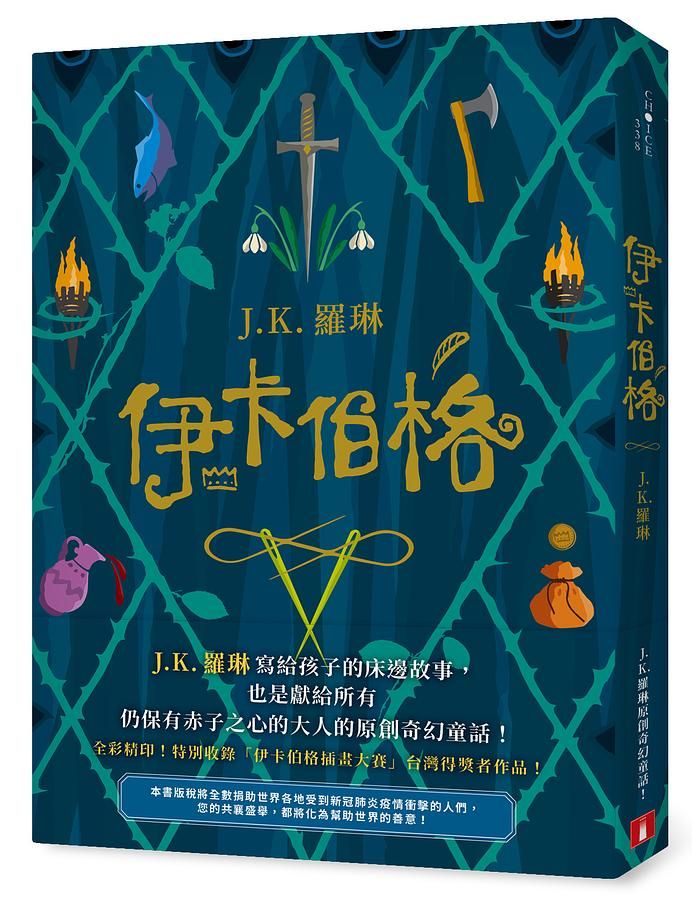 J.K. 羅琳
伊卡伯格
J.K. 羅琳 寫給孩子的床邊故事，
也是獻給所有
仍保有赤子之心的大人的原創奇幻童話！
全彩精印！特別收錄「伊卡伯格插畫大賽」台灣得獎者作品！
本書版稅將全數捐助世界各地受到新冠肺炎疫情衝擊的人們，
您的共襄盛舉，都將化為幫助世界的善意！
CHOICE
338
伊卡伯格
J.K.羅琳
J.K.羅琳原創奇幻童話！